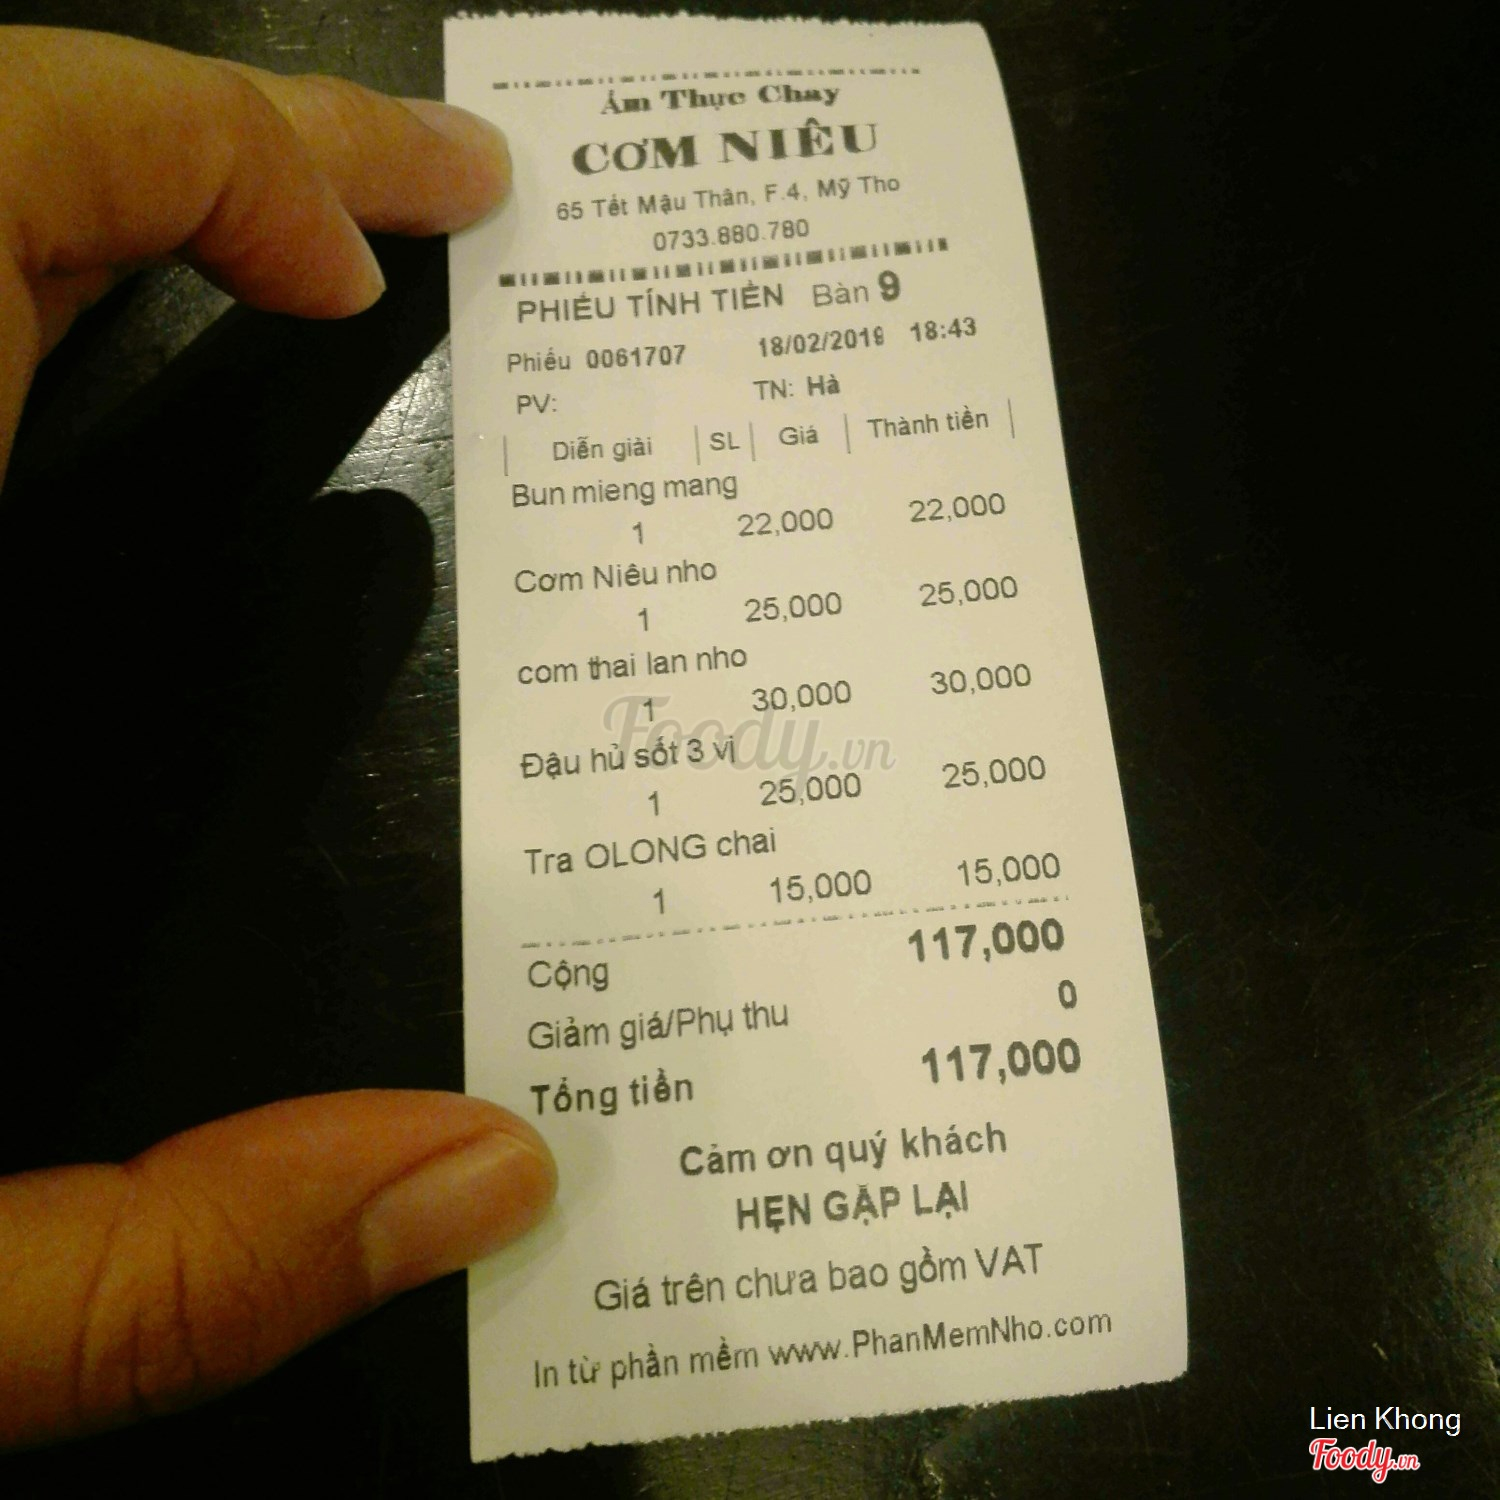 Ẩm Thực Chay
CƠM NIÊU
65 Tết Mậu Thân, F.4, Mỹ Tho
0733.880.780
PHIẾU TÍNH TIỀN Bàn 9
Phiếu 0061707 18/02/2018 18:43
PV: TN: Hà
Diễn giải SL Giá Thành tiền
Bun mieng mang
1 22,000 22,000
Cơm Niêu nho
1 25,000 25,000
com thai lan nho
1 30,000 30,000
Đậu hủ sốt 3 vị
1 25,000 25,000
Tra OLONG chai
1 15,000 15,000
Cộng 117,000
Giảm giá/Phụ thu 0
Tổng tiền 117,000
Cảm ơn quý khách
HẸN GẶP LẠI
Giá trên chưa bao gồm VAT
In từ phần mềm www.PhanMemNho.com
Foody.vn
Lien Khong
Foody.vn